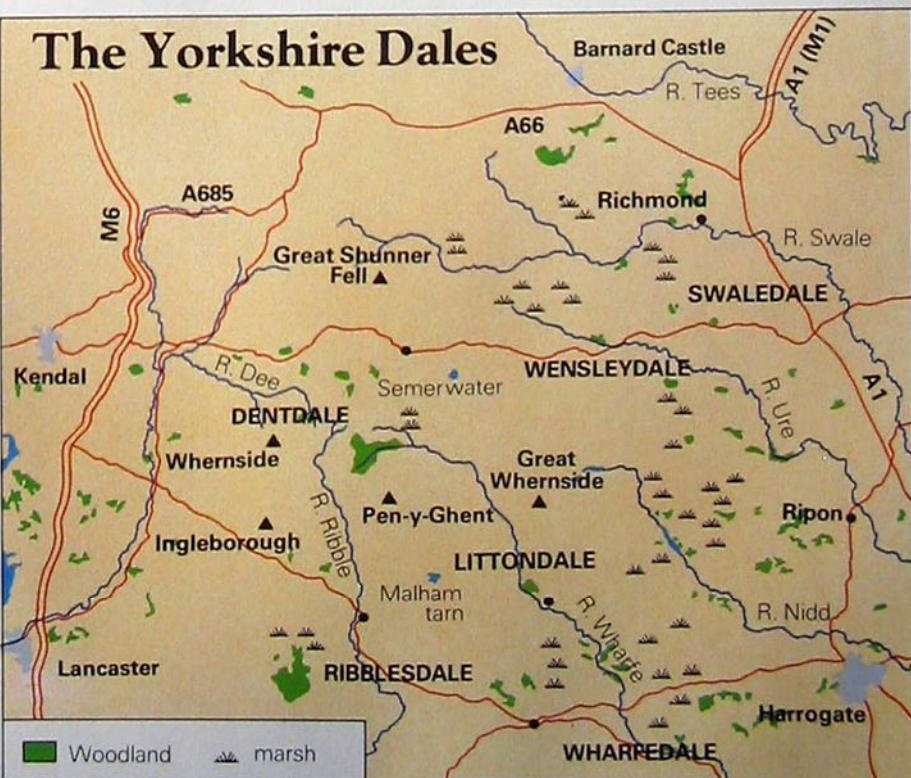 The Yorkshire Dales
Barnard Castle
A1 (M1)
R. Tees
A66
A685
M6
Richmond
R. Swale
Great Shunner
Fell
SWALEDALE
Kendal
R. Dee
Semerwater
WENSLEYDALE
A1
R. Ure
DENTDALE
Whernside
Great
Whernside
Pen-y-Ghent
Ripon
R. Ribble
Ingleborough
LITTONDALE
Malham
tarn
R. Wharfe
R. Nidd
Lancaster
RIBBLESDALE
Harrogate
WHARFEDALE
Woodland
marsh